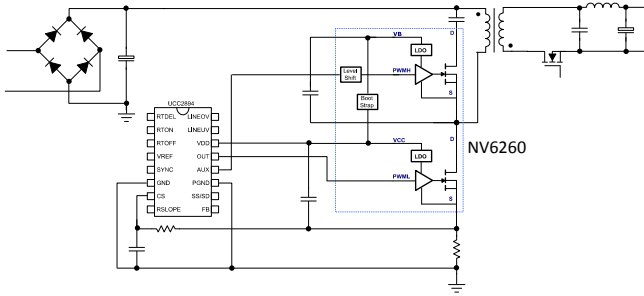 VB
D
LDO
Level
Shift
PWMH
S
Boot
Strap
UCC2894
RTDEL LINEOV
RTON LINEUV
RTOFF VDD
VREF OUT
SYNC AUX
GND PGND
CS SS/SD
RSLOPE FB
VCC
D
LDO
NV6260
PWML
S